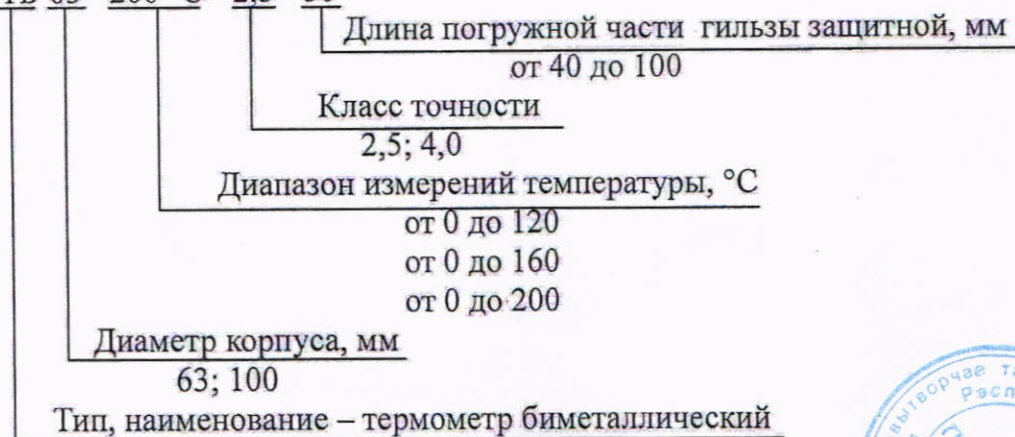 Длина погружной части гильзы защитной, мм
от 40 до 100
Класс точности
2,5; 4,0
Диапазон измерений температуры, °С
от 0 до 120
от 0 до 160
от 0 до 200
Диаметр корпуса, мм
63; 100
Тип, наименование – термометр биметаллический